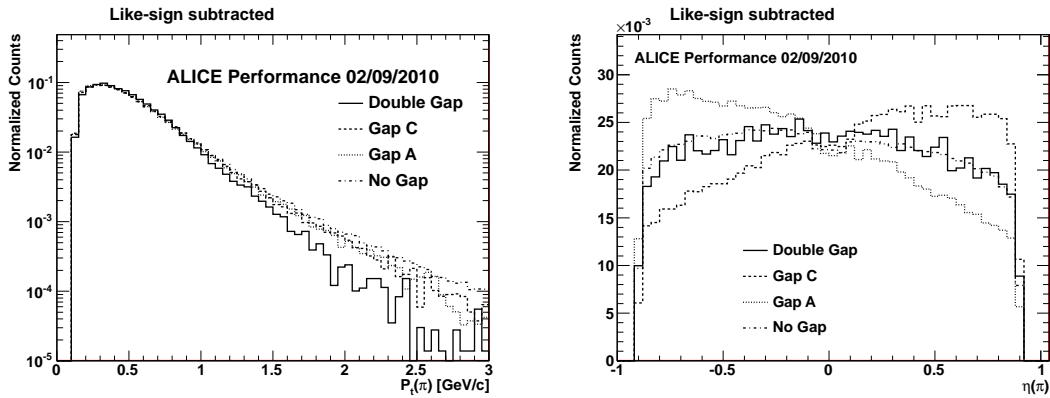 Like-sign subtracted
Normalized Counts
ALICE Performance 02/09/2010
Double Gap
Gap C
Gap A
No Gap
10⁻¹
10⁻²
10⁻³
10⁻⁴
10⁻⁵
0 0.5 1 1.5 2 2.5 3
Pₜ(π) [GeV/c]
Like-sign subtracted
×10⁻³
Normalized Counts
ALICE Performance 02/09/2010
30
25
20
15
10
5
0
Double Gap
Gap C
Gap A
No Gap
-1 -0.5 0 0.5 1
η(π)